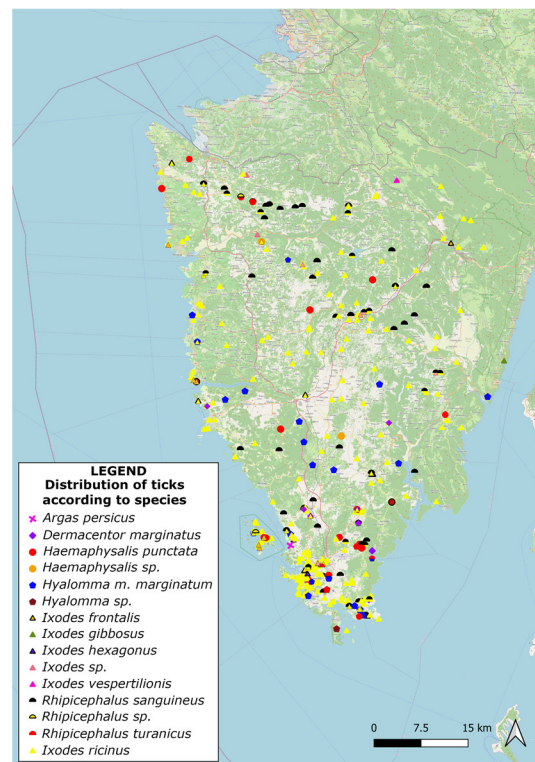 LEGEND
Distribution of ticks
according to species
Argas persicus
Dermacentor marginatus
Haemaphysalis punctata
Haemaphysalis sp.
Hyalomma m. marginatum
Hyalomma sp.
Ixodes frontalis
Ixodes gibbosus
Ixodes hexagonus
Ixodes sp.
Ixodes vespertilionis
Rhipicephalus sanguineus
Rhipicephalus sp.
Rhipicephalus turanicus
Ixodes ricinus
0 7.5 15 km